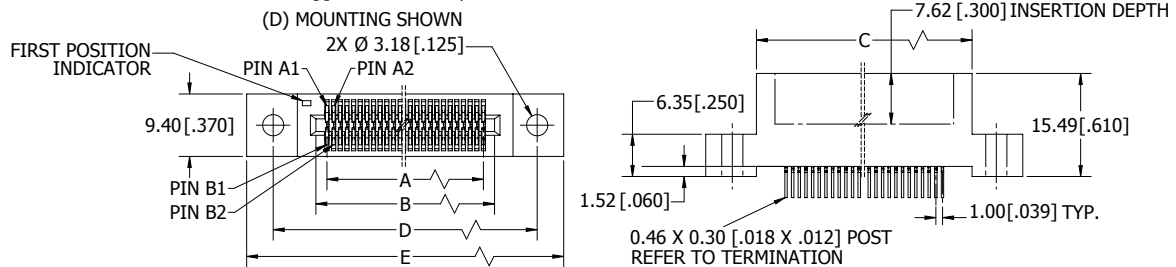 (D) MOUNTING SHOWN
2X Ø 3.18 [.125]
FIRST POSITION
INDICATOR
PIN A1
PIN A2
9.40 [.370]
PIN B1
PIN B2
A
B
D
E
7.62 [.300] INSERTION DEPTH
C
6.35 [.250]
15.49 [.610]
1.52 [.060]
1.00 [.039] TYP.
0.46 X 0.30 [.018 X .012] POST
REFER TO TERMINATION